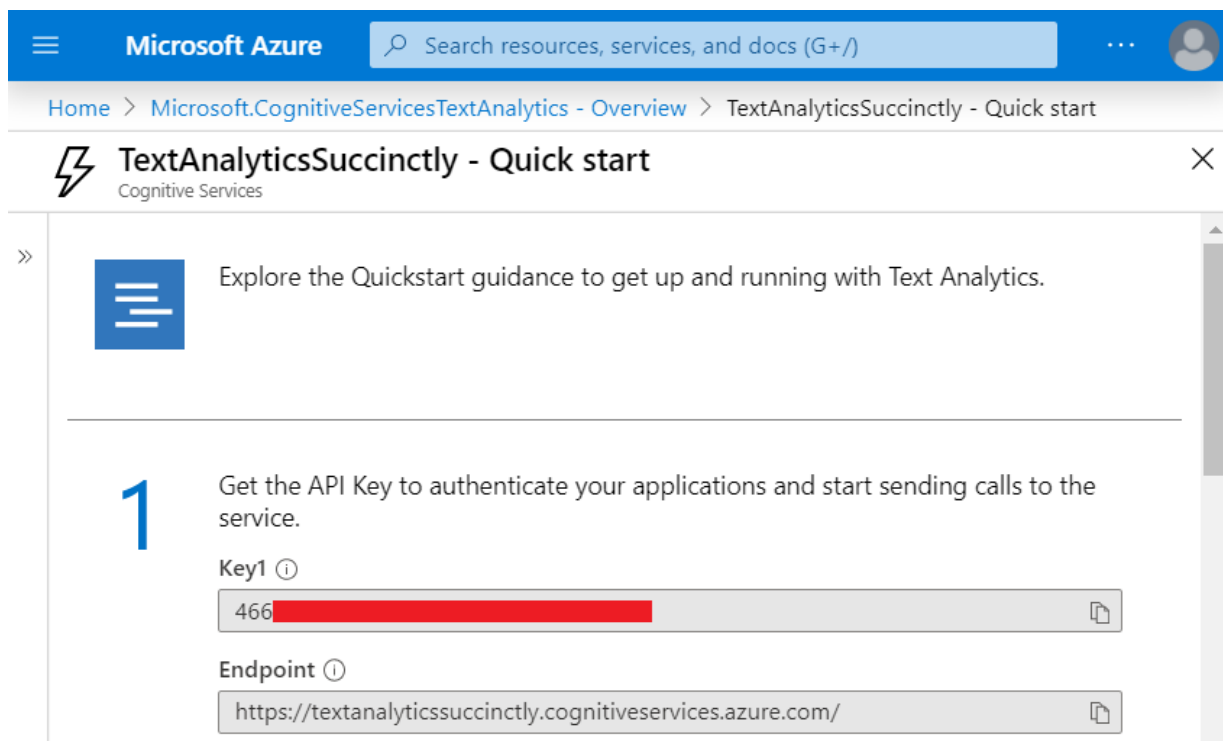 Microsoft Azure
Search resources, services, and docs (G+/)
Home > Microsoft.CognitiveServicesTextAnalytics - Overview > TextAnalyticsSuccinctly - Quick start
TextAnalyticsSuccinctly - Quick start
Cognitive Services
Explore the Quickstart guidance to get up and running with Text Analytics.
1
Get the API Key to authenticate your applications and start sending calls to the
service.
Key1
466
Endpoint
https://textanalyticssuccinctly.cognitiveservices.azure.com/